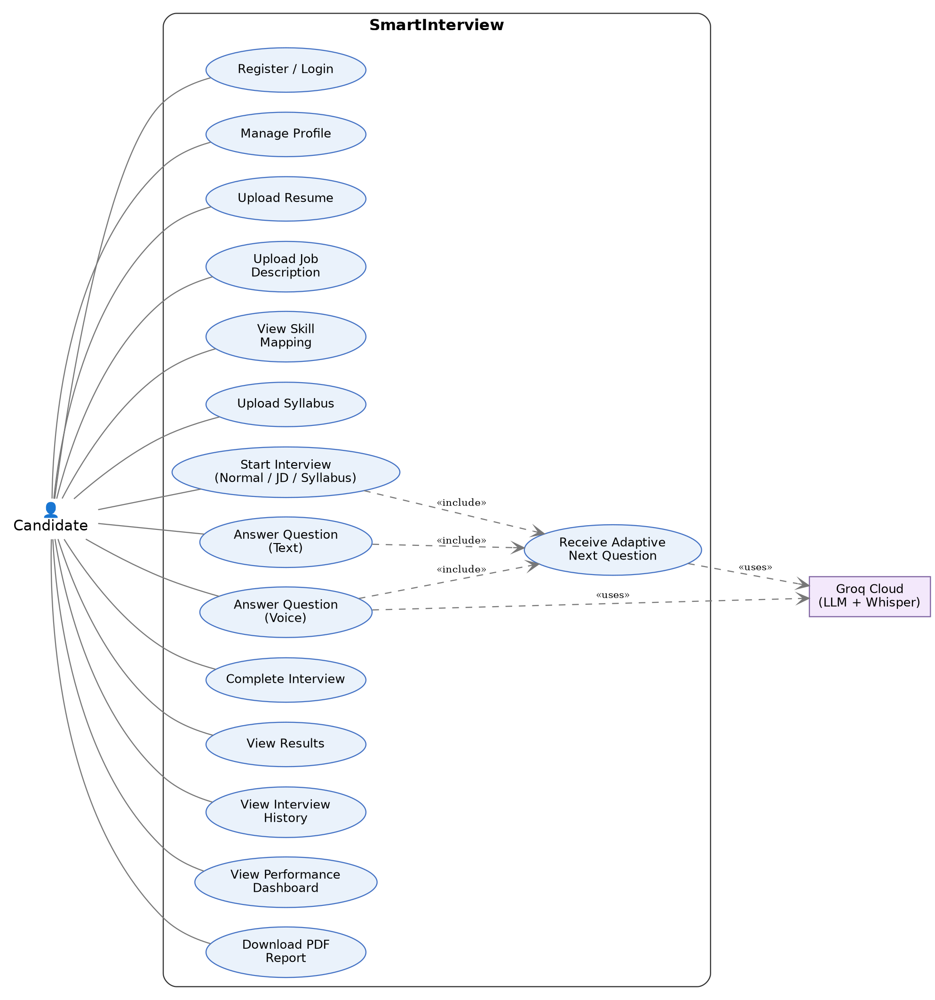 SmartInterview
Register / Login
Manage Profile
Upload Resume
Upload Job
Description
View Skill
Mapping
Upload Syllabus
Start Interview
(Normal / JD / Syllabus)
«include»
Candidate
Answer Question
(Text)
«include»
Receive Adaptive
Next Question
«include»
«uses»
Answer Question
(Voice)
«uses»
Groq Cloud
(LLM + Whisper)
Complete Interview
View Results
View Interview
History
View Performance
Dashboard
Download PDF
Report